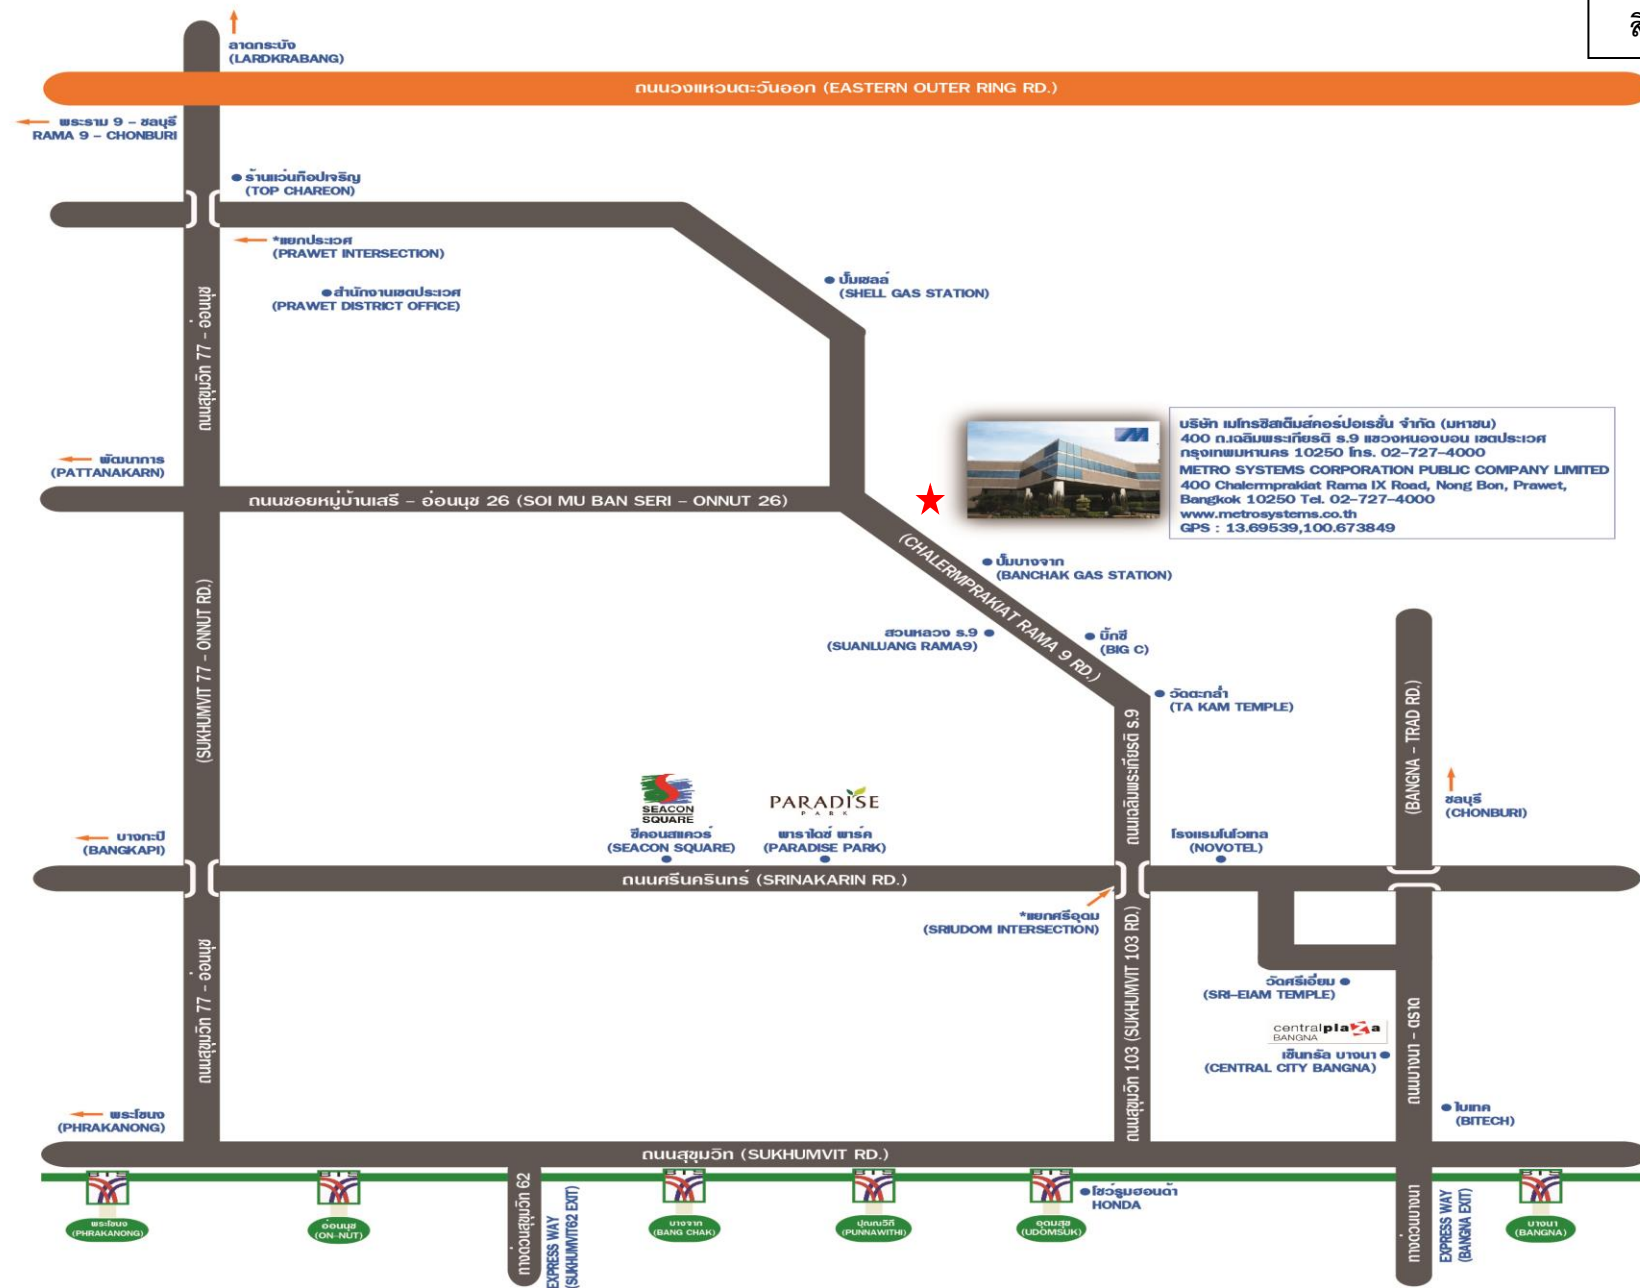 ลาดกระบัง
(LARDKRABANG)
ถนนวงแหวนตะวันออก (EASTERN OUTER RING RD.)
พระราม 9 - ชลบุรี
RAMA 9 - CHONBURI
ร้านแว่นท็อปเจริญ
(TOP CHAREON)
*แยกประเวศ
(PRAWET INTERSECTION)
สำนักงานเขตประเวศ
(PRAWET DISTRICT OFFICE)
ปั๊มเชลล์
(SHELL GAS STATION)
ถนนสุขุมวิท 77 - อ่อนนุช
บริษัท เมโทรซิสเต็มส์คอร์ปอเรชั่น จำกัด (มหาชน)
400 ถ.เฉลิมพระเกียรติ ร.9 แขวงหนองบอน เขตประเวศ
กรุงเทพมหานคร 10250 โทร. 02-727-4000
METRO SYSTEMS CORPORATION PUBLIC COMPANY LIMITED
400 Chalermprakiat Rama IX Road, Nong Bon, Prawet,
Bangkok 10250 Tel. 02-727-4000
www.metrosystems.co.th
GPS : 13.69539,100.673849
พัฒนาการ
(PATTANAKARN)
ถนนซอยหมู่บ้านเสรี - อ่อนนุช 26 (SOI MU BAN SERI - ONNUT 26)
(CHALERMPRAKIAT RAMA 9 RD.)
ปั๊มบางจาก
(BANCHAK GAS STATION)
สวนหลวง ร.9
(SUANLUANG RAMA9)
บิ๊กซี
(BIG C)
(SUKHUMVIT 77 - ONNUT RD.)
วัดตะกล่ำ
(TA KAM TEMPLE)
ถนนเฉลิมพระเกียรติ ร.9
(BANGNA - TRAD RD.)
ชลบุรี
(CHONBURI)
SEACON
SQUARE
ซีคอนสแควร์
(SEACON SQUARE)
PARADISE
PARK
พาราไดซ์ พาร์ค
(PARADISE PARK)
โรงแรมโนโวเทล
(NOVOTEL)
บางกะปิ
(BANGKAPI)
ถนนศรีนครินทร์ (SRINAKARIN RD.)
*แยกศรีอุดม
(SRIUDOM INTERSECTION)
ถนนสุขุมวิท 77 - อ่อนนุช
ถนนสุขุมวิท 103 (SUKHUMVIT 103 RD.)
วัดศรีเอี่ยม
(SRI-EIAM TEMPLE)
centralplaza
BANGNA
เซ็นทรัล บางนา
(CENTRAL CITY BANGNA)
ถนนบางนา - ตราด
ไบเทค
(BITECH)
พระโขนง
(PHRAKANONG)
ถนนสุขุมวิท (SUKHUMVIT RD.)
BTS
พระโขนง
(PHRAKANONG)
BTS
อ่อนนุช
(ON-NUT)
ทางด่วนสุขุมวิท 62
EXPRESS WAY
(SUKHUMVIT62 EXIT)
BTS
บางจาก
(BANG CHAK)
BTS
ปุณณวิถี
(PUNNAWITHI)
BTS
อุดมสุข
(UDOMSUK)
โชว์รูมฮอนด้า
HONDA
ทางด่วนบางนา
EXPRESS WAY
(BANGNA EXIT)
BTS
บางนา
(BANGNA)